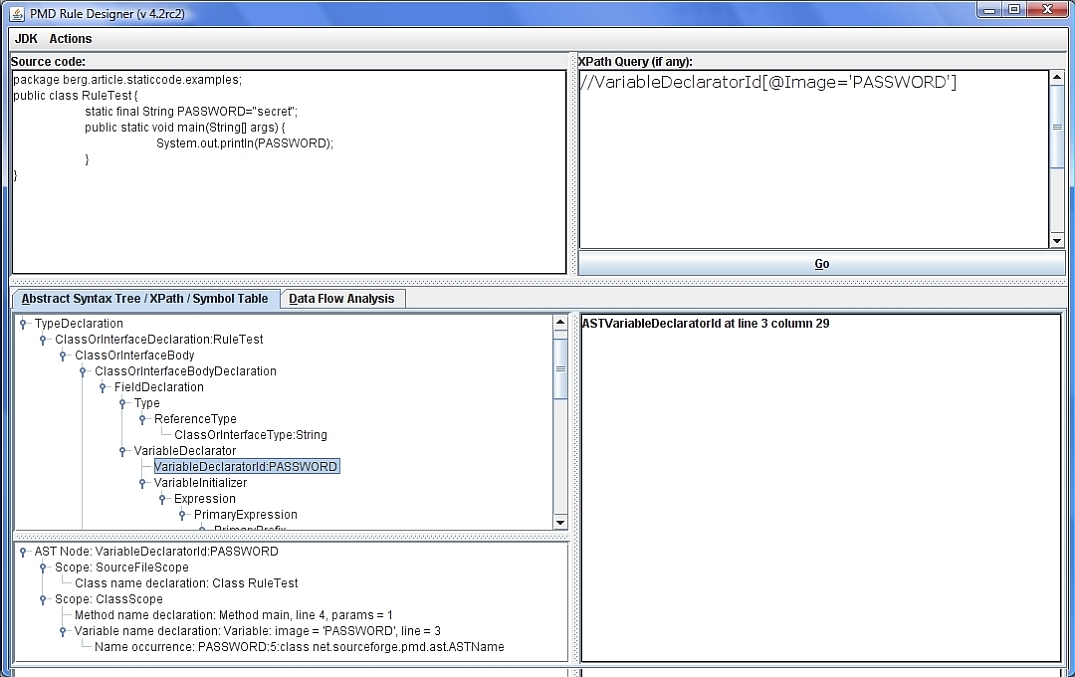 PMD Rule Designer (v 4.2rc2)
JDK Actions
Source code:
package berg.article.staticcode.examples;
public class RuleTest {
static final String PASSWORD="secret";
public static void main(String[] args) {
System.out.println(PASSWORD);
}
}
XPath Query (if any):
//VariableDeclaratorId[@Image='PASSWORD']
Go
Abstract Syntax Tree / XPath / Symbol Table
Data Flow Analysis
TypeDeclaration
ClassOrInterfaceDeclaration:RuleTest
ClassOrInterfaceBody
ClassOrInterfaceBodyDeclaration
FieldDeclaration
Type
ReferenceType
ClassOrInterfaceType:String
VariableDeclarator
VariableDeclaratorId:PASSWORD
VariableInitializer
Expression
PrimaryExpression
PrimaryPrefix
ASTVariableDeclaratorId at line 3 column 29
AST Node: VariableDeclaratorId:PASSWORD
Scope: SourceFileScope
Class name declaration: Class RuleTest
Scope: ClassScope
Method name declaration: Method main, line 4, params = 1
Variable name declaration: Variable: image = 'PASSWORD', line = 3
Name occurrence: PASSWORD:5:class net.sourceforge.pmd.ast.ASTName